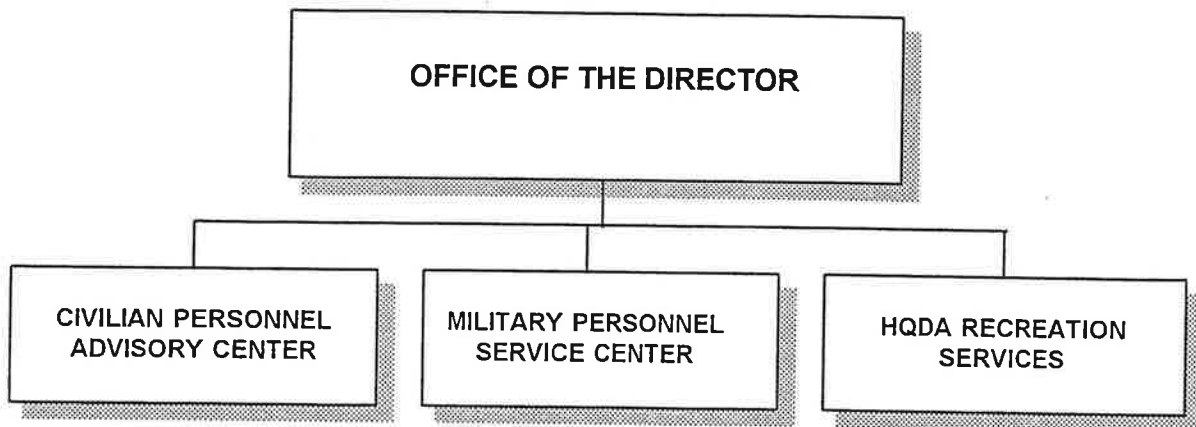 OFFICE OF THE DIRECTOR
CIVILIAN PERSONNEL
ADVISORY CENTER
MILITARY PERSONNEL
SERVICE CENTER
HQDA RECREATION
SERVICES